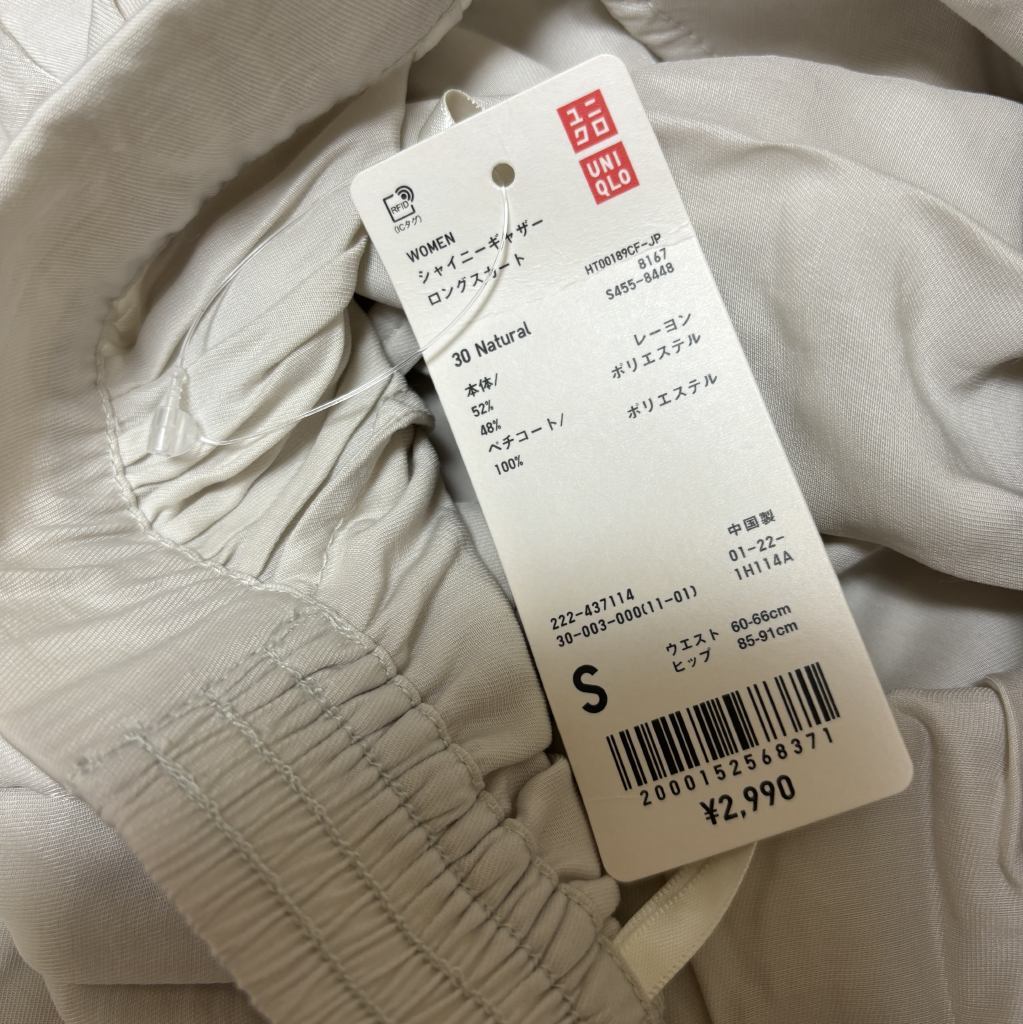 ユニ
クロ
UNI
QLO
RFID
(ICタグ)
WOMEN
シャイニーギャザー
ロングスカート
HT00189CF-JP
B167
S455-8448
30 Natural
本体/
52% レーヨン
48% ポリエステル
ペチコート/
100% ポリエステル
中国製
01-22-
1H114A
222-437114
30-003-000(11-01)
S
ウエスト 60-66cm
ヒップ 85-91cm
2000152568371
¥2,990